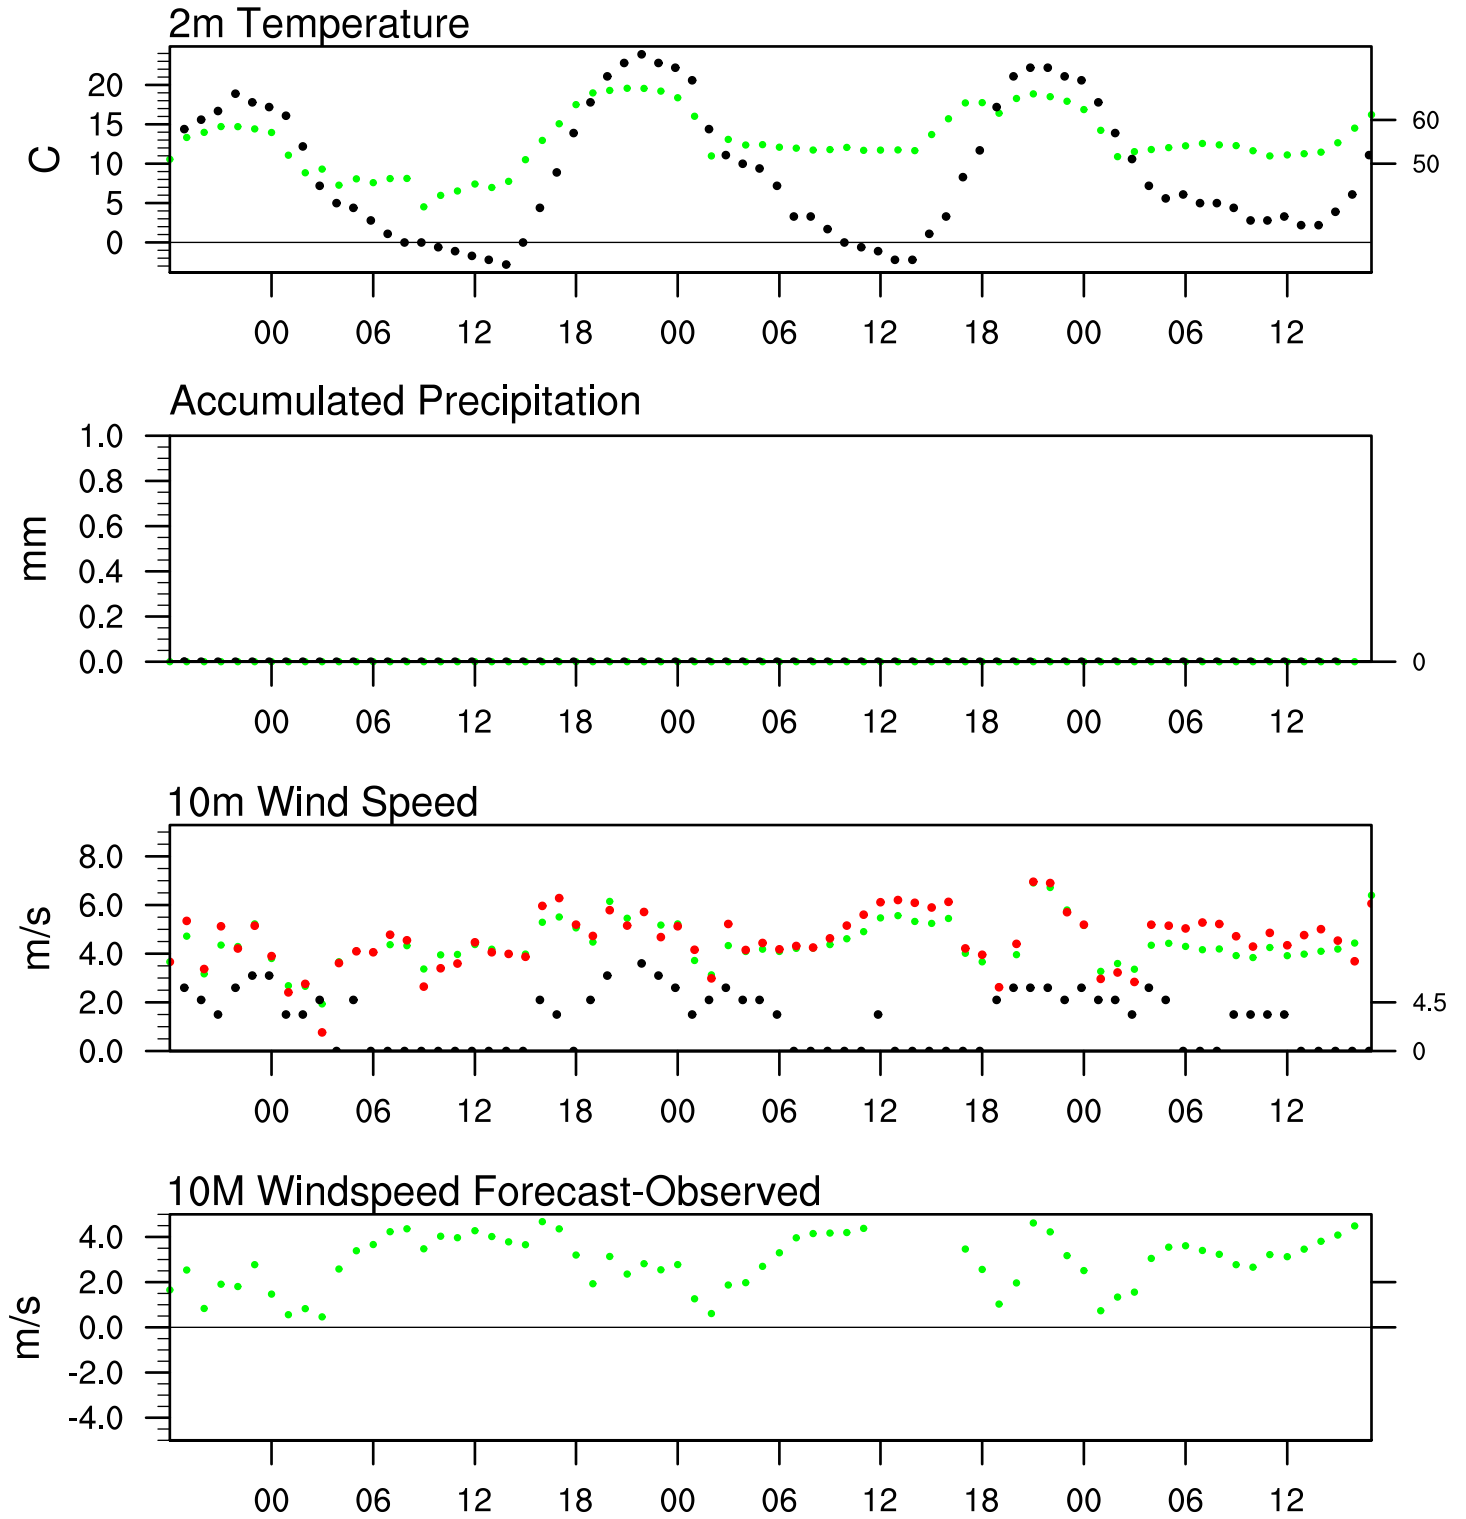 2m Temperature
20
15
10
5
0
C
60
50
00 06 12 18 00 06 12 18 00 06 12
Accumulated Precipitation
1.0
0.8
0.6
0.4
0.2
0.0
mm
0
00 06 12 18 00 06 12 18 00 06 12
10m Wind Speed
8.0
6.0
4.0
2.0
0.0
m/s
4.5
0
00 06 12 18 00 06 12 18 00 06 12
10M Windspeed Forecast-Observed
4.0
2.0
0.0
-2.0
-4.0
m/s
00 06 12 18 00 06 12 18 00 06 12